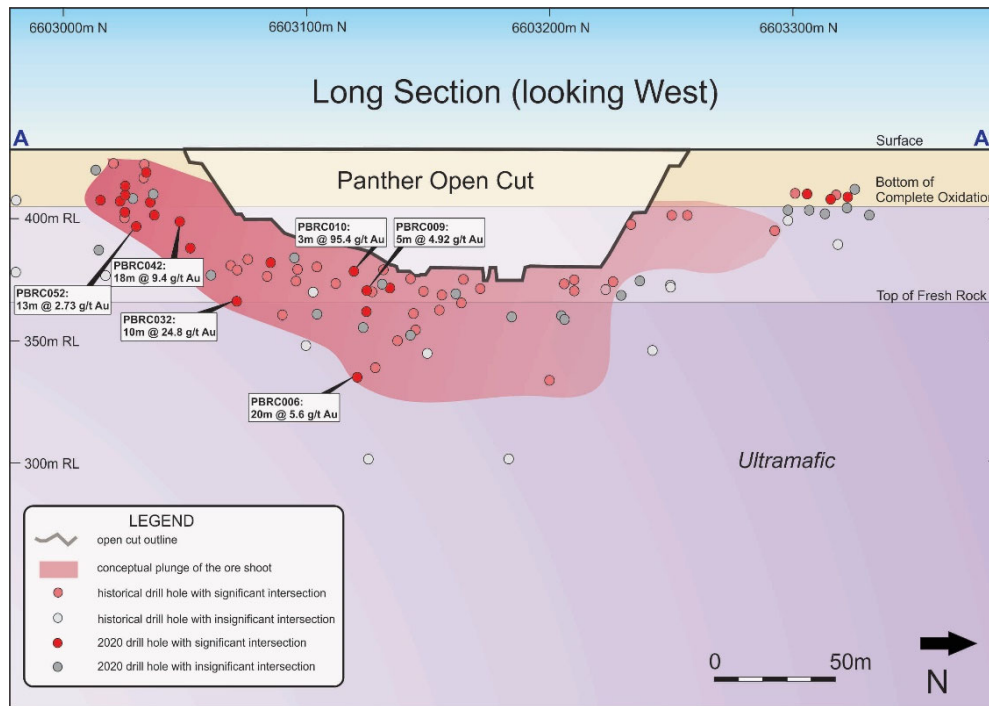 6603000m N
6603100m N
6603200m N
6603300m N
Long Section (looking West)
A
Surface
A
Panther Open Cut
Bottom of
Complete Oxidation
400m RL
PBRC010:
3m @ 95.4 g/t Au
PBRC009:
5m @ 4.92 g/t Au
PBRC042:
18m @ 9.4 g/t Au
PBRC052:
13m @ 2.73 g/t Au
PBRC032:
10m @ 24.8 g/t Au
Top of Fresh Rock
350m RL
PBRC006:
20m @ 5.6 g/t Au
300m RL
Ultramafic
LEGEND
open cut outline
conceptual plunge of the ore shoot
historical drill hole with significant intersection
historical drill hole with insignificant intersection
2020 drill hole with significant intersection
2020 drill hole with insignificant intersection
0
50m
N